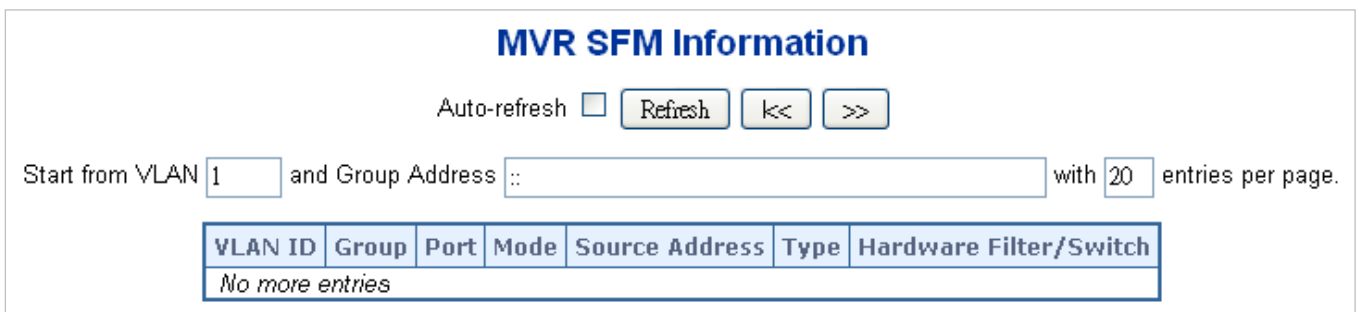 MVR SFM Information
Auto-refresh Refresh |<< >>
Start from VLAN 1 and Group Address :: with 20 entries per page.
VLAN ID Group Port Mode Source Address Type Hardware Filter/Switch
No more entries